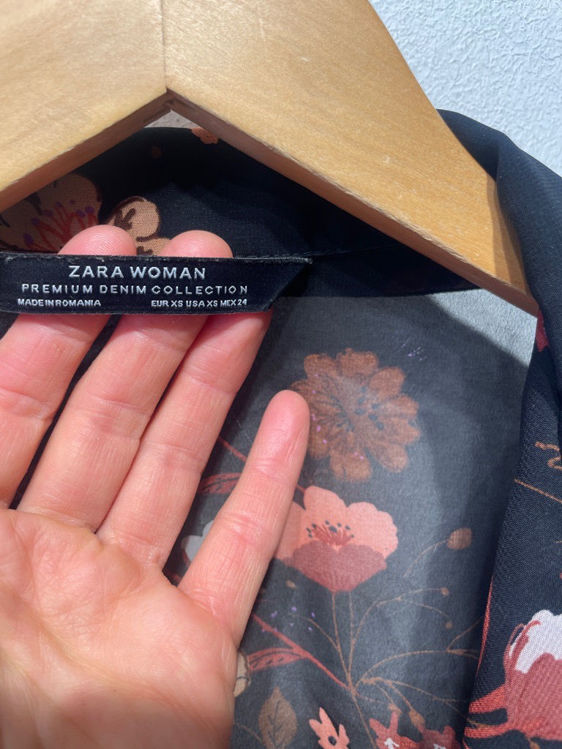 ZARA WOMAN
PREMIUM DENIM COLLECTION
MADE IN ROMANIA EUR XS USA XS MEX 24